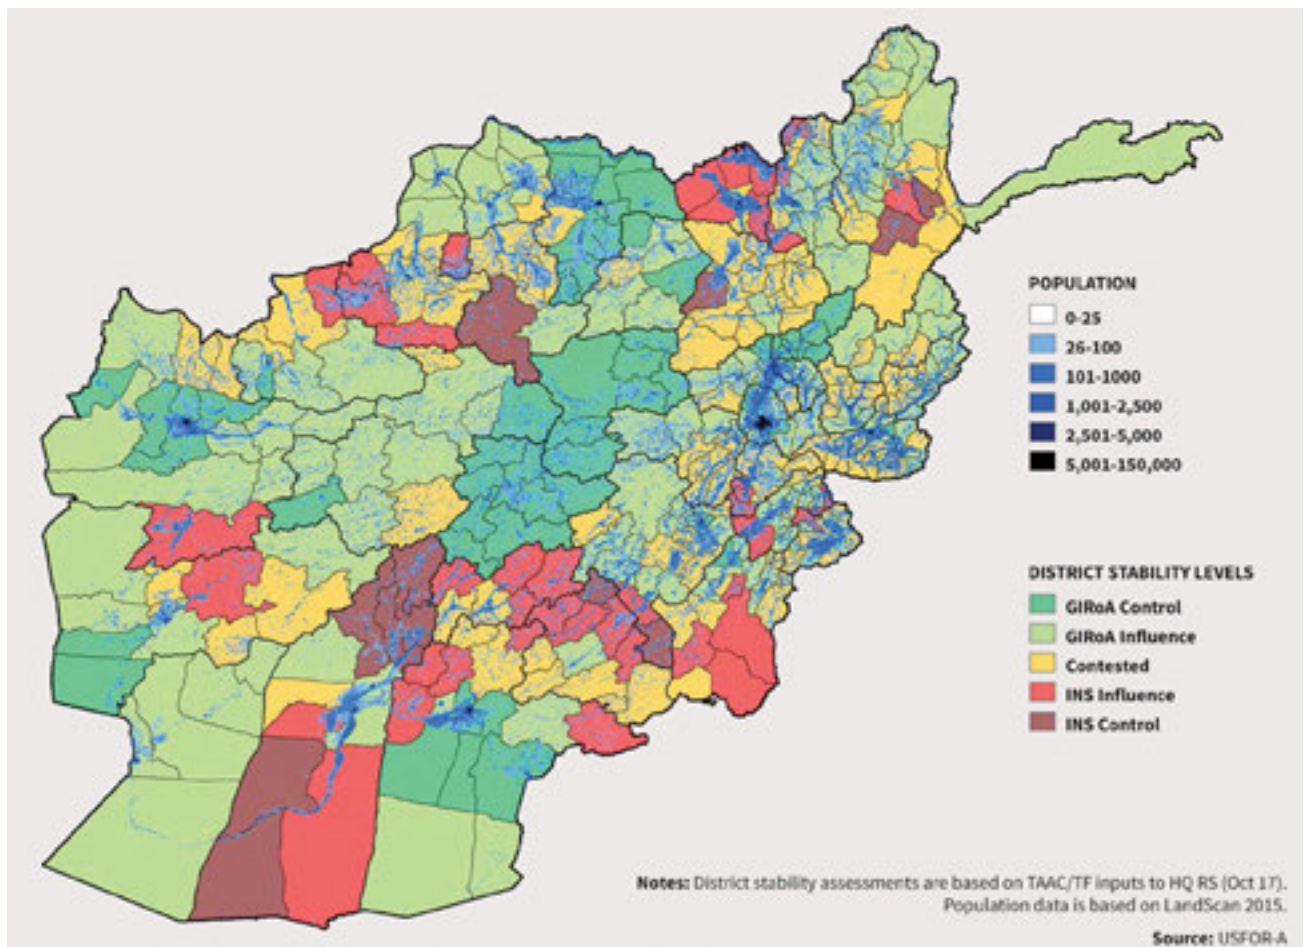 POPULATION
0-25
26-100
101-1000
1,001-2,500
2,501-5,000
5,001-150,000
DISTRICT STABILITY LEVELS
GIRoA Control
GIRoA Influence
Contested
INS Influence
INS Control
Notes: District stability assessments are based on TAAC/TF inputs to HQ RS (Oct 17).
Population data is based on LandScan 2015.
Source: USFOR-A